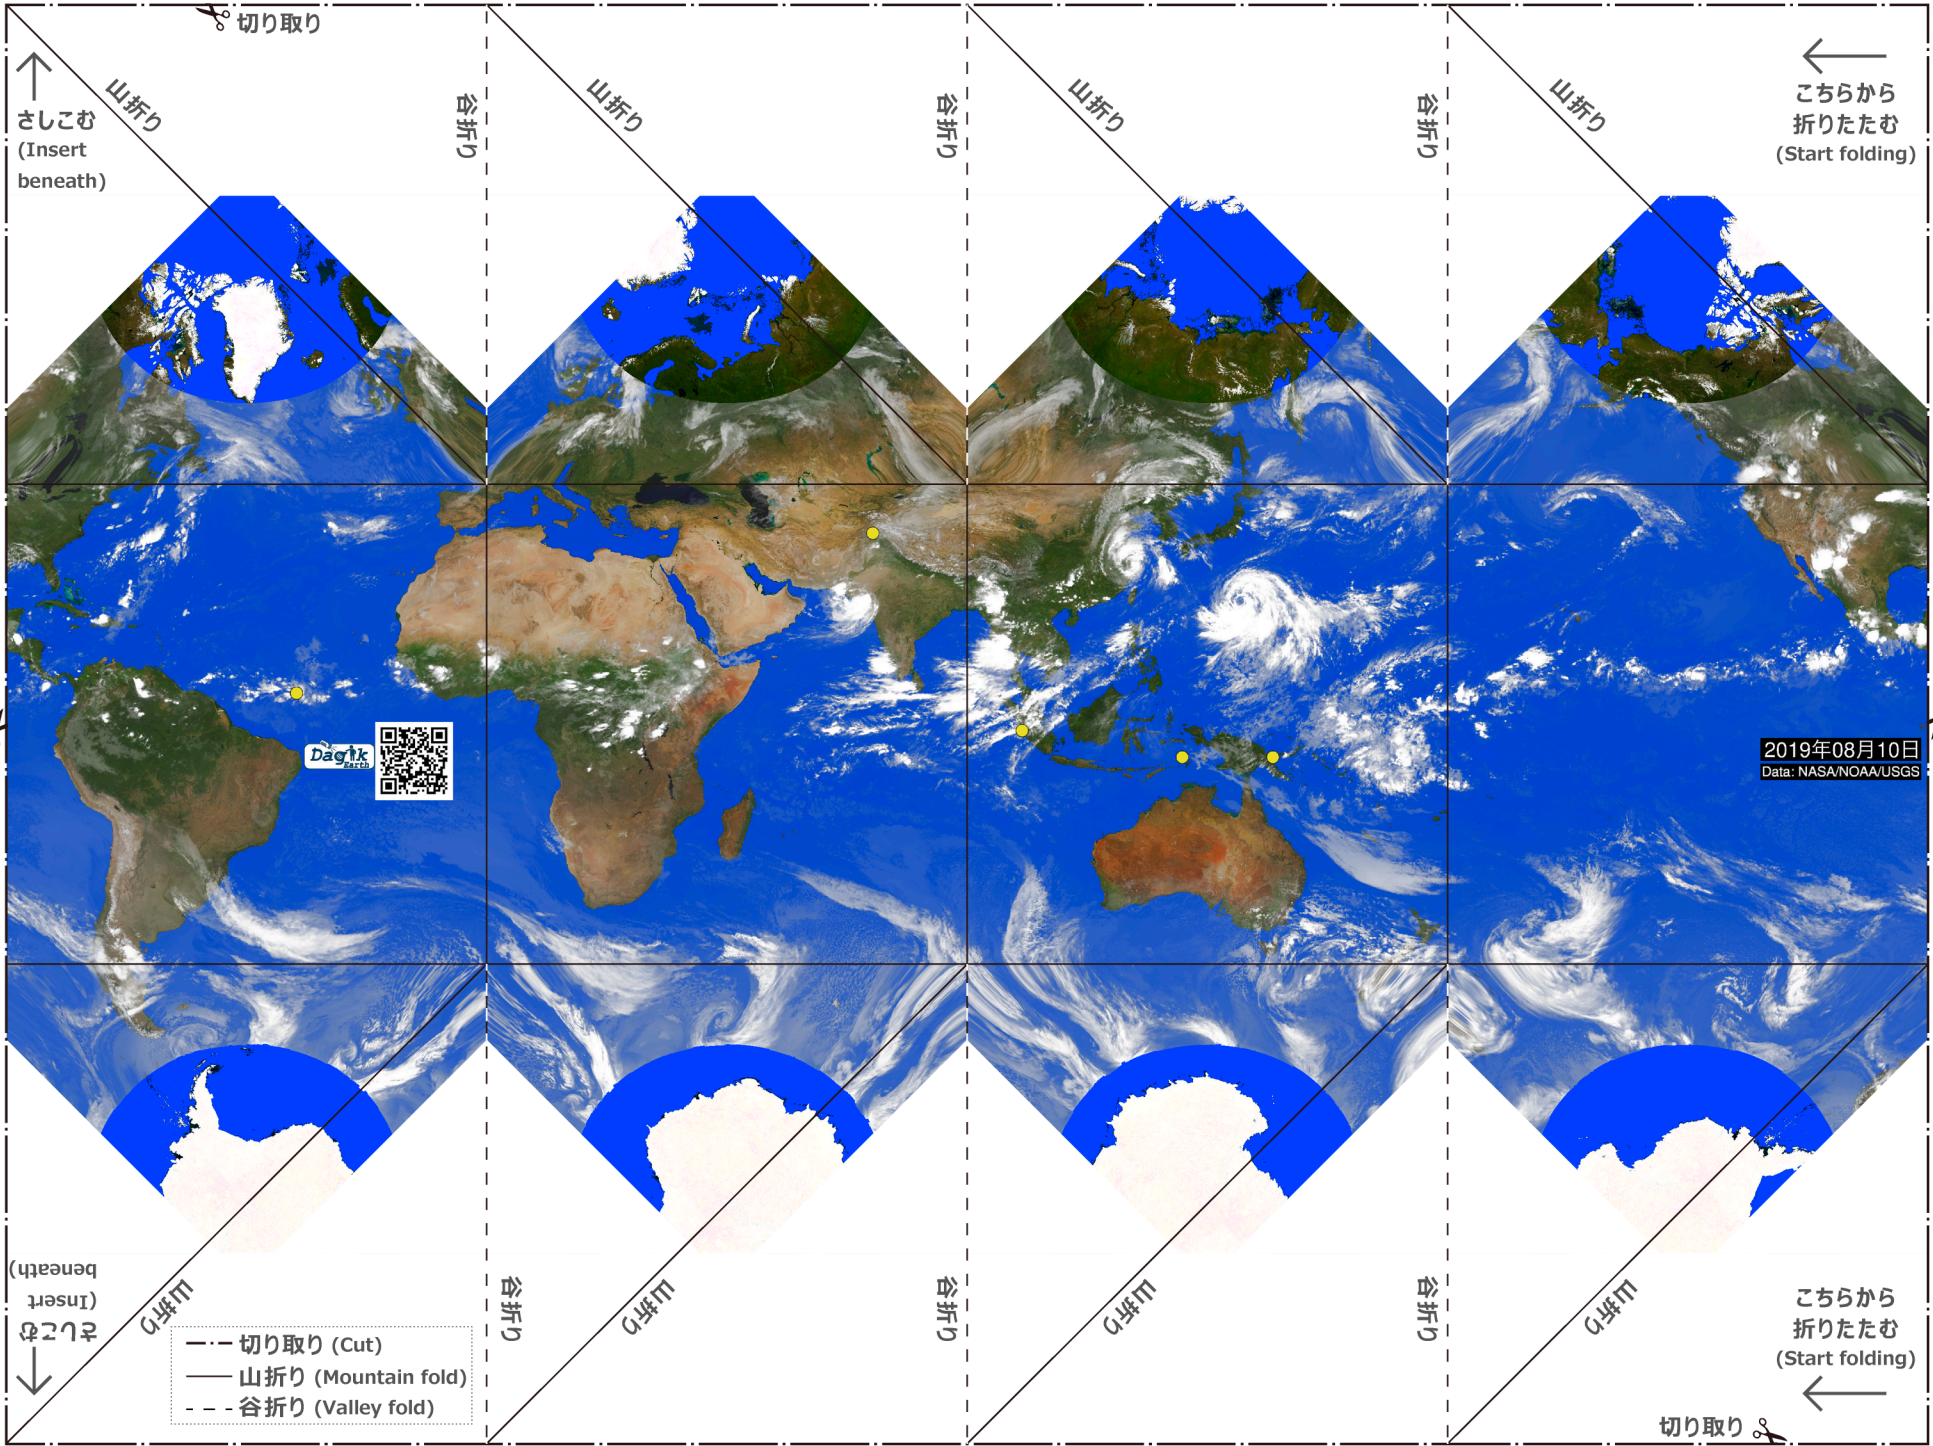 切り取り
山折り
谷折り
山折り
谷折り
山折り
谷折り
山折り
さしこむ
(Insert
beneath)
こちらから
折りたたむ
(Start folding)
Dagik
Earth
2019年08月10日
Data: NASA/NOAA/USGS
さしこむ
(Insert
beneath)
山折り
谷折り
山折り
谷折り
山折り
谷折り
山折り
こちらから
折りたたむ
(Start folding)
切り取り (Cut)
山折り (Mountain fold)
谷折り (Valley fold)
切り取り